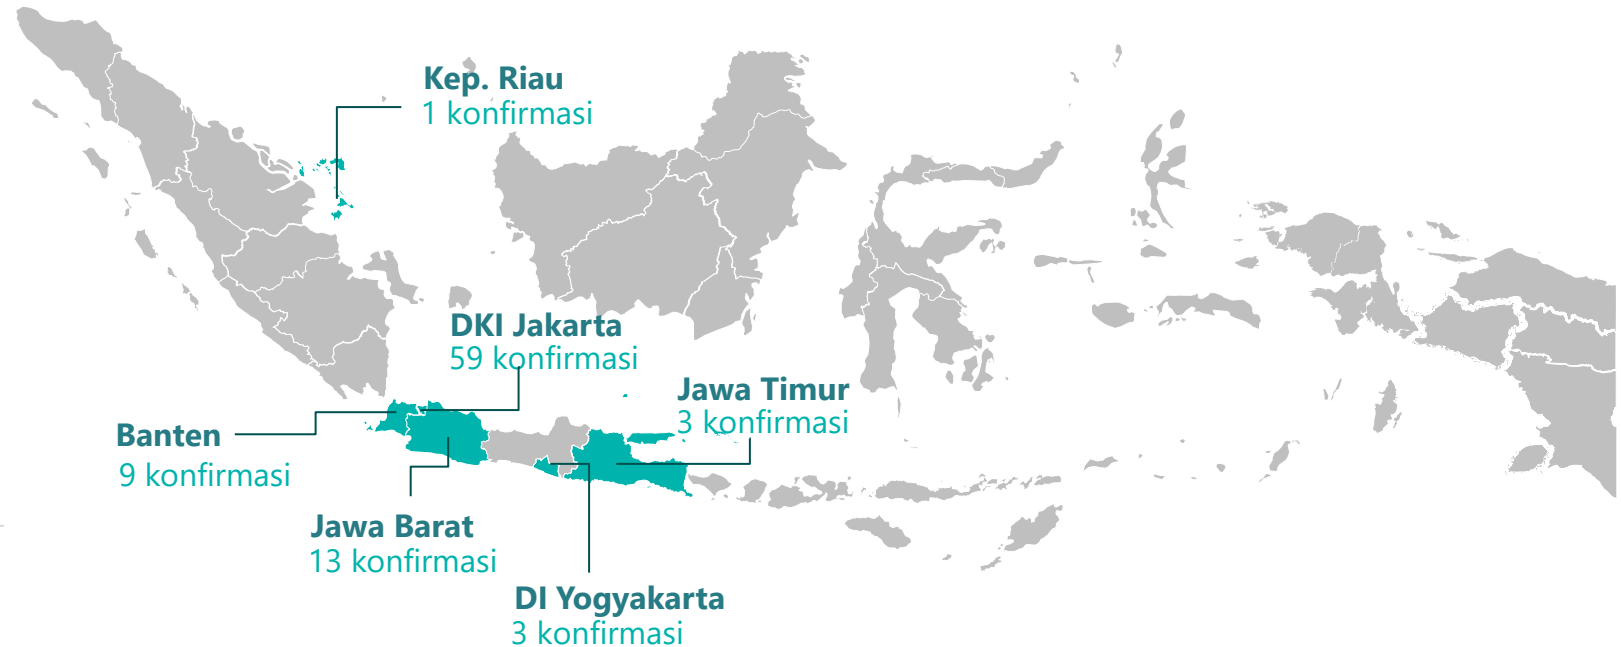 Kep. Riau
1 konfirmasi
DKI Jakarta
59 konfirmasi
Jawa Timur
3 konfirmasi
Banten
9 konfirmasi
Jawa Barat
13 konfirmasi
DI Yogyakarta
3 konfirmasi